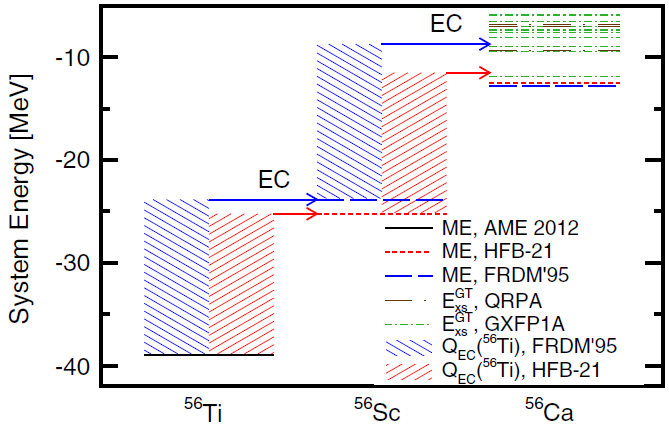 System Energy [MeV]
-10
-20
-30
-40
EC
EC
ME, AME 2012
ME, HFB-21
ME, FRDM'95
E_xs^GT, QRPA
E_xs^GT, GXFP1A
Q_EC(^56Ti), FRDM'95
Q_EC(^56Ti), HFB-21
^56Ti
^56Sc
^56Ca